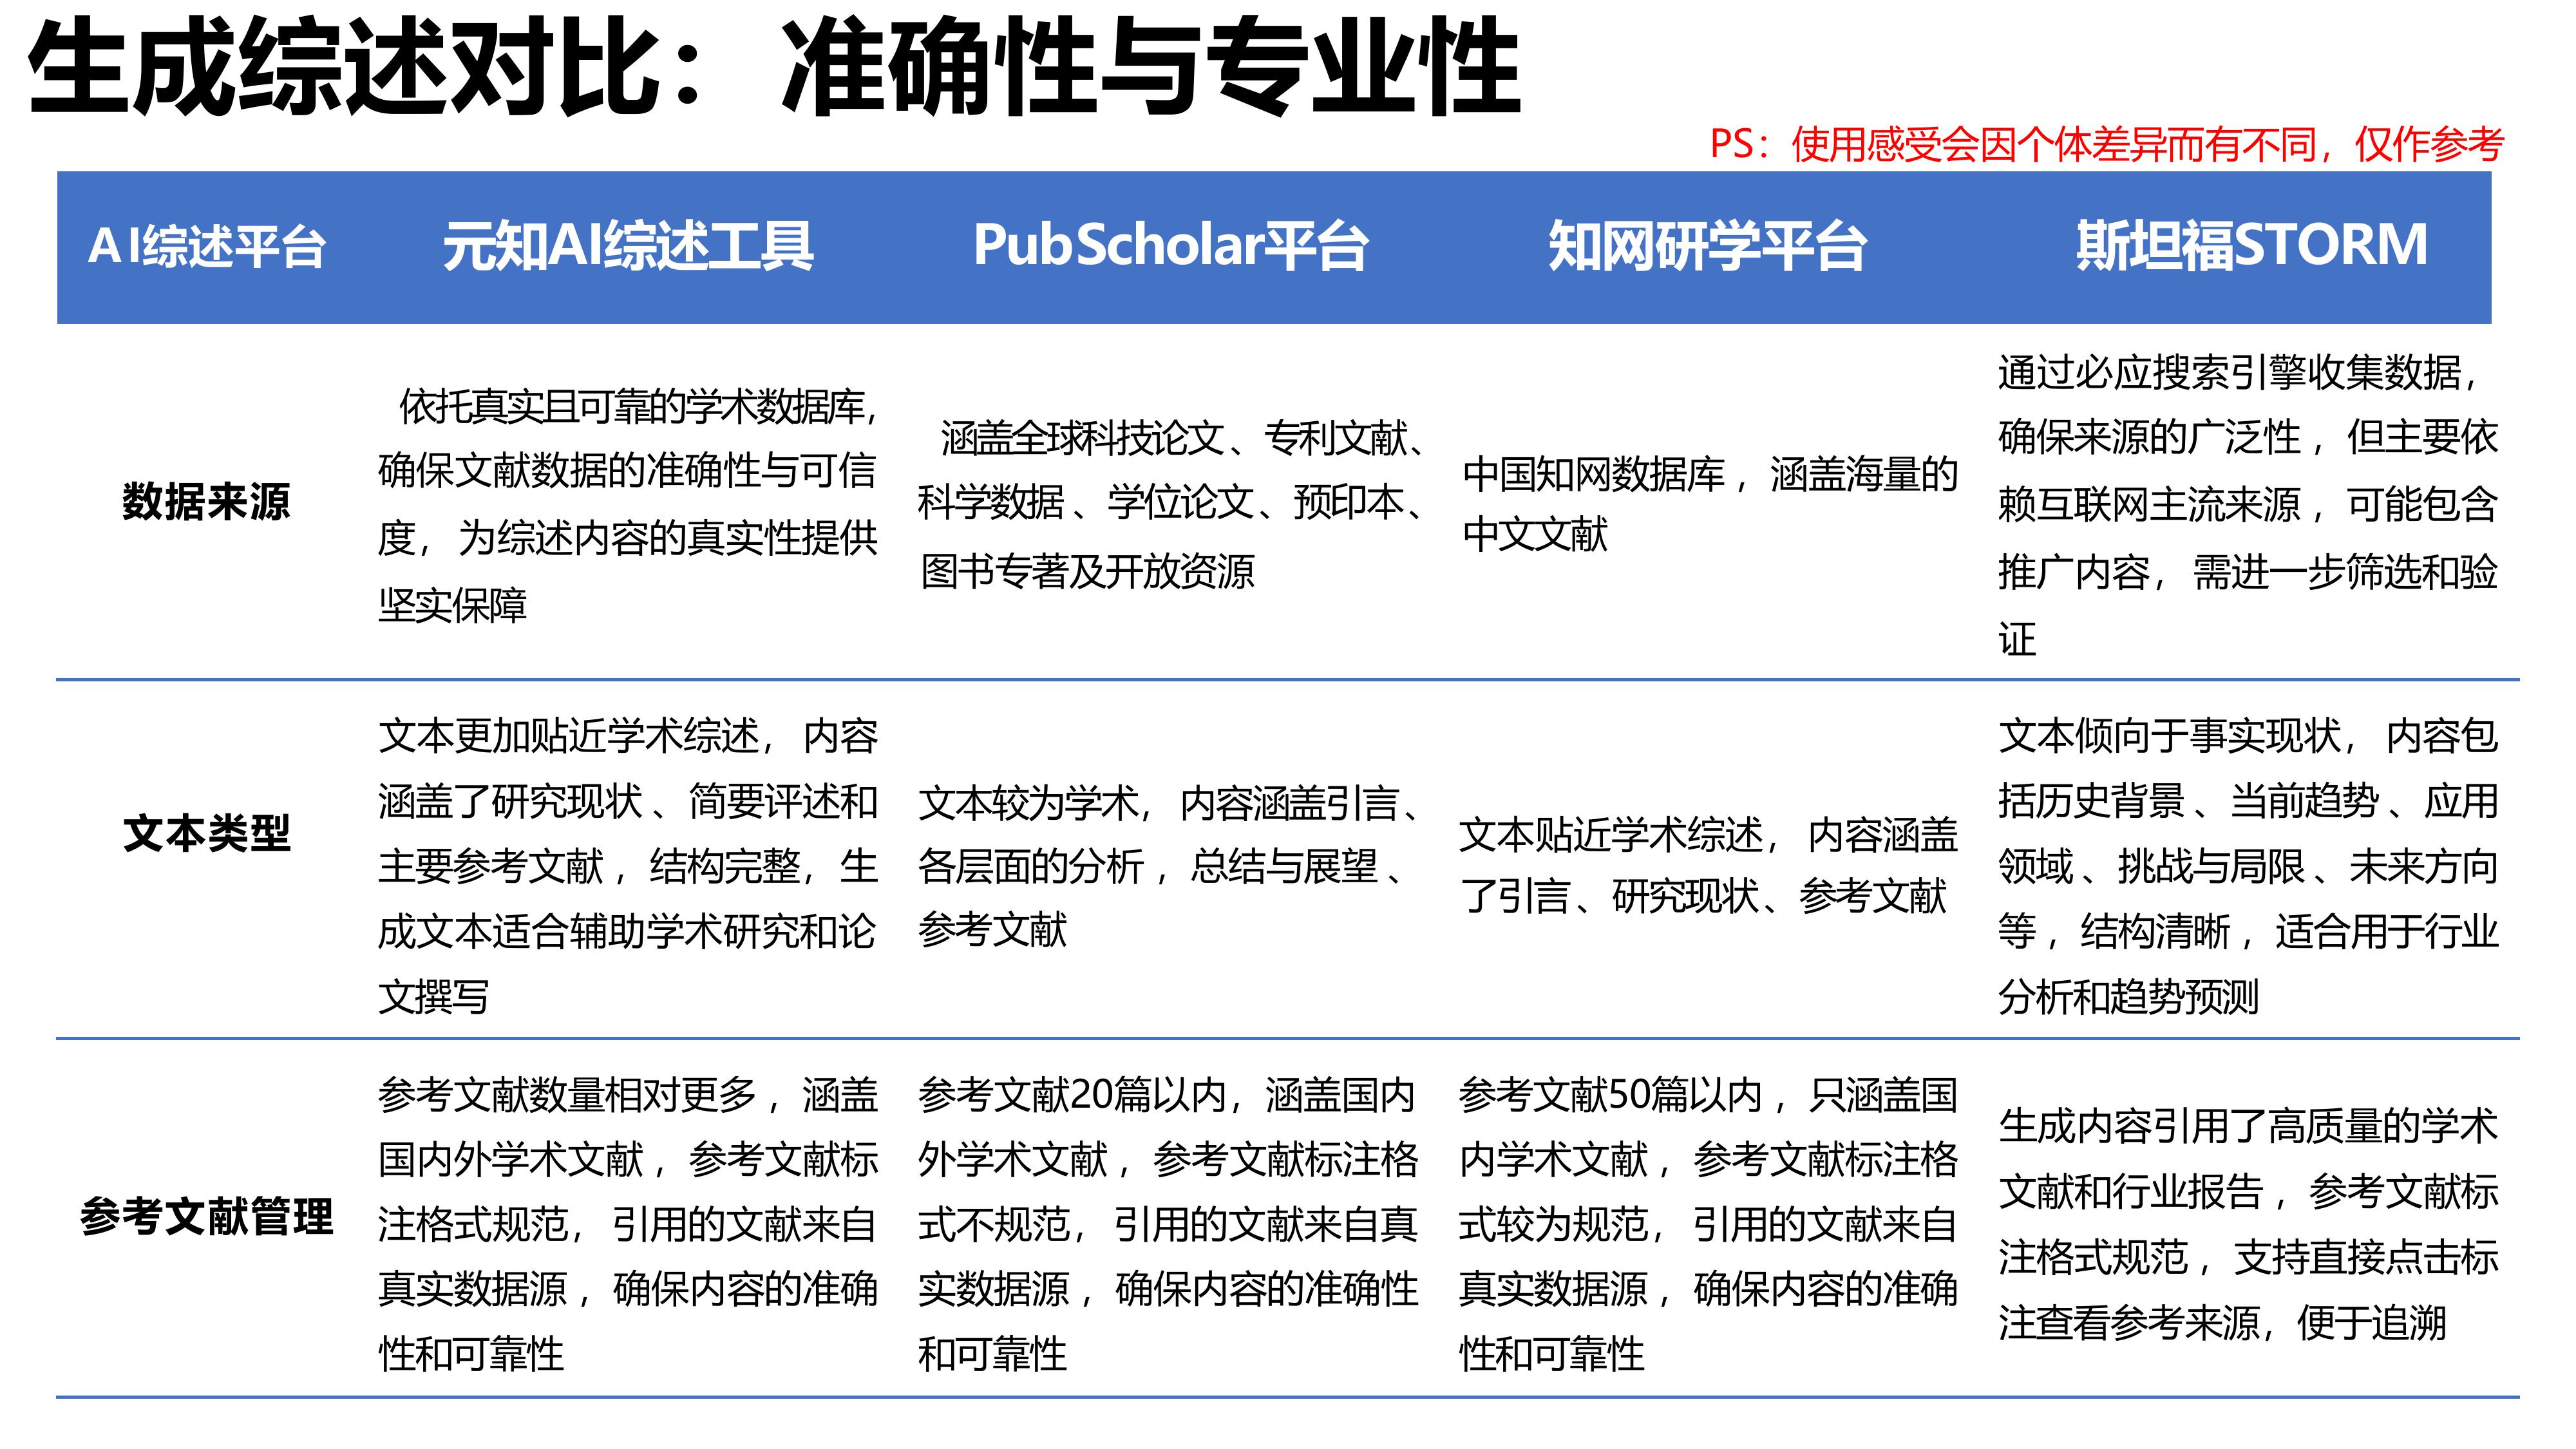 生成综述对比： 准确性与专业性
PS：使用感受会因个体差异而有不同，仅作参考
AI综述平台
元知AI综述工具
PubScholar平台
知网研学平台
斯坦福STORM
数据来源
依托真实且可靠的学术数据库，
确保文献数据的准确性与可信
度， 为综述内容的真实性提供
坚实保障
涵盖全球科技论文、专利文献、
科学数据、学位论文、预印本、
图书专著及开放资源
中国知网数据库，涵盖海量的
中文文献
通过必应搜索引擎收集数据，
确保来源的广泛性，但主要依
赖互联网主流来源，可能包含
推广内容， 需进一步筛选和验
证
文本类型
文本更加贴近学术综述， 内容
涵盖了研究现状、简要评述和
主要参考文献，结构完整，生
成文本适合辅助学术研究和论
文撰写
文本较为学术， 内容涵盖引言、
各层面的分析，总结与展望、
参考文献
文本贴近学术综述， 内容涵盖
了引言、研究现状、参考文献
文本倾向于事实现状， 内容包
括历史背景、当前趋势、应用
领域、挑战与局限、未来方向
等，结构清晰，适合用于行业
分析和趋势预测
参考文献管理
参考文献数量相对更多，涵盖
国内外学术文献，参考文献标
注格式规范， 引用的文献来自
真实数据源，确保内容的准确
性和可靠性
参考文献20篇以内，涵盖国内
外学术文献，参考文献标注格
式不规范， 引用的文献来自真
实数据源，确保内容的准确性
和可靠性
参考文献50篇以内，只涵盖国
内学术文献，参考文献标注格
式较为规范， 引用的文献来自
真实数据源，确保内容的准确
性和可靠性
生成内容引用了高质量的学术
文献和行业报告，参考文献标
注格式规范，支持直接点击标
注查看参考来源，便于追溯